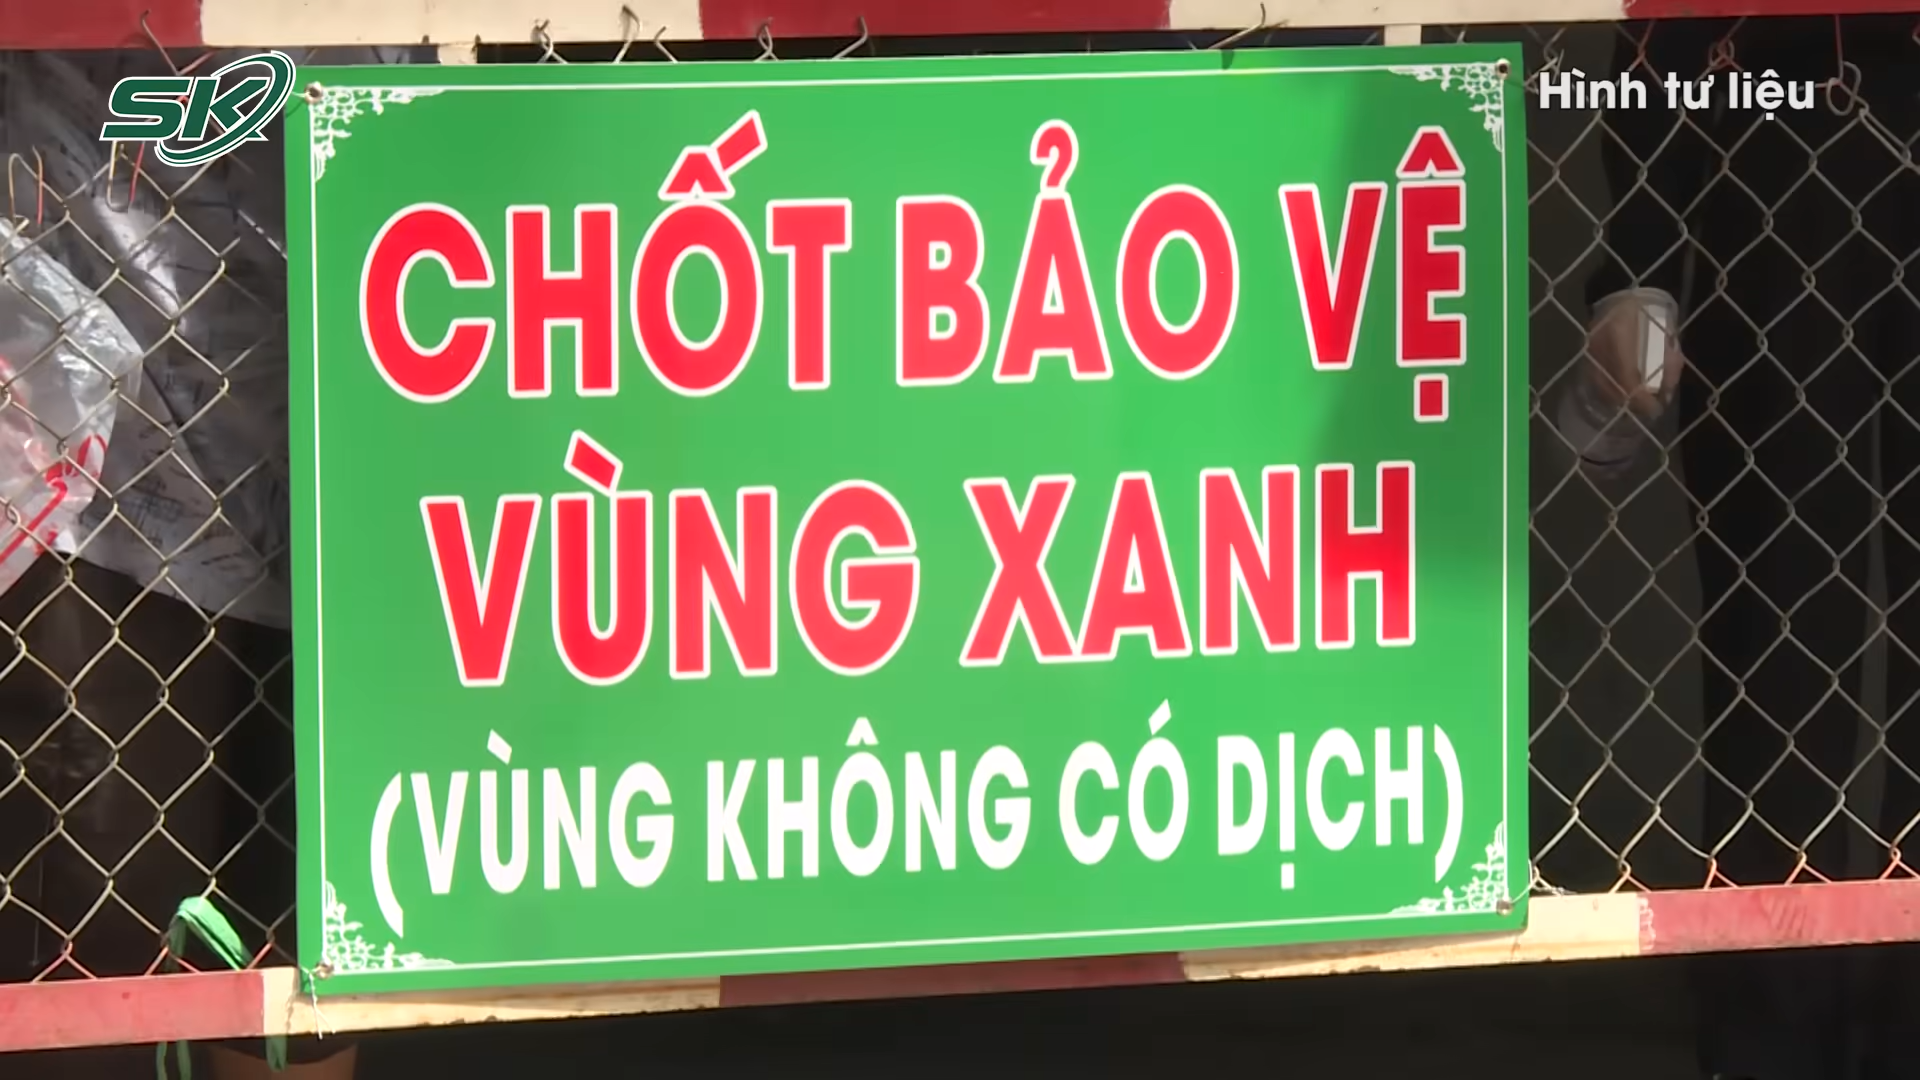 SK
Hình tư liệu
CHỐT BẢO VỆ
VÙNG XANH
(VÙNG KHÔNG CÓ DỊCH)